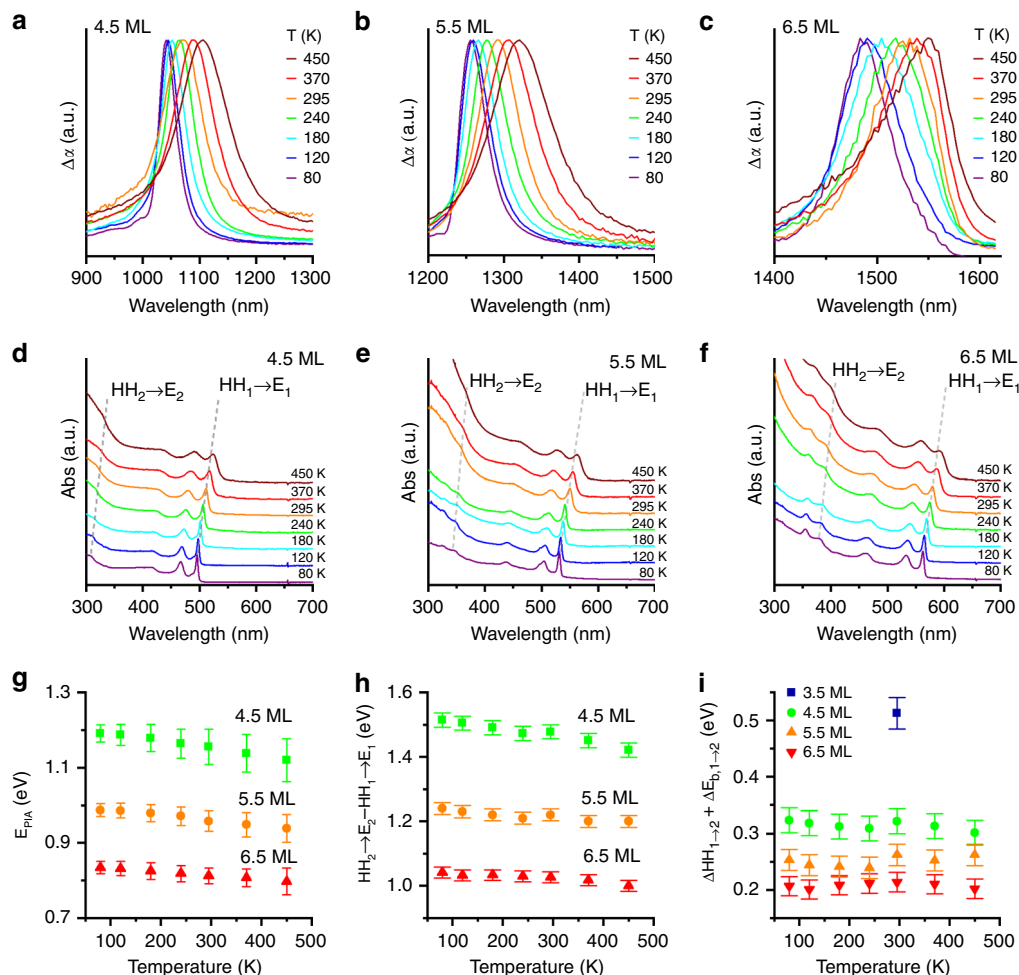 a
4.5 ML
T (K)
450
370
295
240
180
120
80
Δα (a.u.)
900 1000 1100 1200 1300
Wavelength (nm)
b
5.5 ML
T (K)
450
370
295
240
180
120
80
Δα (a.u.)
1200 1300 1400 1500
Wavelength (nm)
c
6.5 ML
T (K)
450
370
295
240
180
120
80
Δα (a.u.)
1400 1500 1600
Wavelength (nm)
d
4.5 ML
HH₂→E₂
HH₁→E₁
Abs (a.u.)
450 K
370 K
295 K
240 K
180 K
120 K
80 K
300 400 500 600 700
Wavelength (nm)
e
5.5 ML
HH₂→E₂
HH₁→E₁
Abs (a.u.)
450 K
370 K
295 K
240 K
180 K
120 K
80 K
300 400 500 600 700
Wavelength (nm)
f
6.5 ML
HH₂→E₂
HH₁→E₁
Abs (a.u.)
450 K
370 K
295 K
240 K
180 K
120 K
80 K
300 400 500 600 700
Wavelength (nm)
g
1.3
1.1
0.9
0.7
E_PIA (eV)
4.5 ML
5.5 ML
6.5 ML
100 200 300 400 500
Temperature (K)
h
1.6
1.4
1.2
1.0
HH₂→E₂–HH₁→E₁ (eV)
4.5 ML
5.5 ML
6.5 ML
100 200 300 400 500
Temperature (K)
i
3.5 ML
4.5 ML
5.5 ML
6.5 ML
0.5
0.3
0.2
ΔHH₁→₂ + ΔE_b,1→2 (eV)
100 200 300 400 500
Temperature (K)